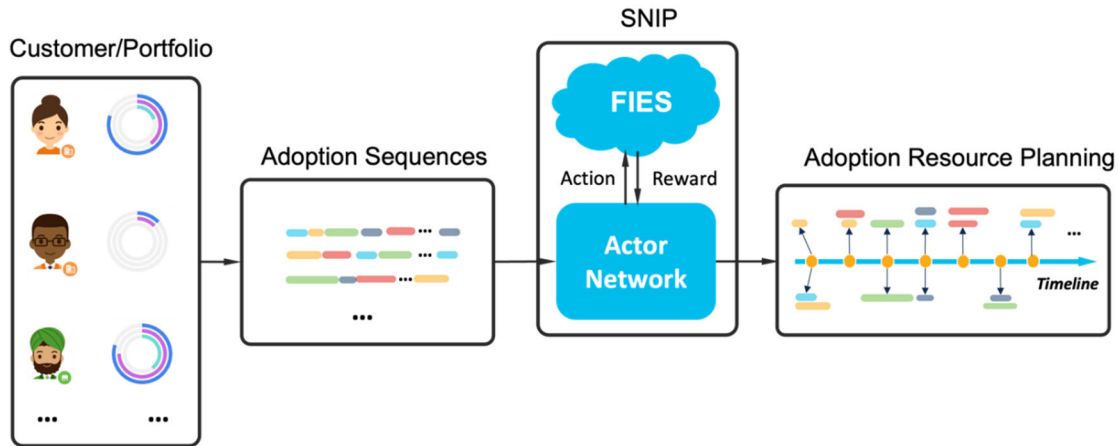 SNIP
Customer/Portfolio
FIES
Adoption Sequences
Adoption Resource Planning
Action
Reward
Actor
Network
Timeline
...
...
...
...
...
...
...
...